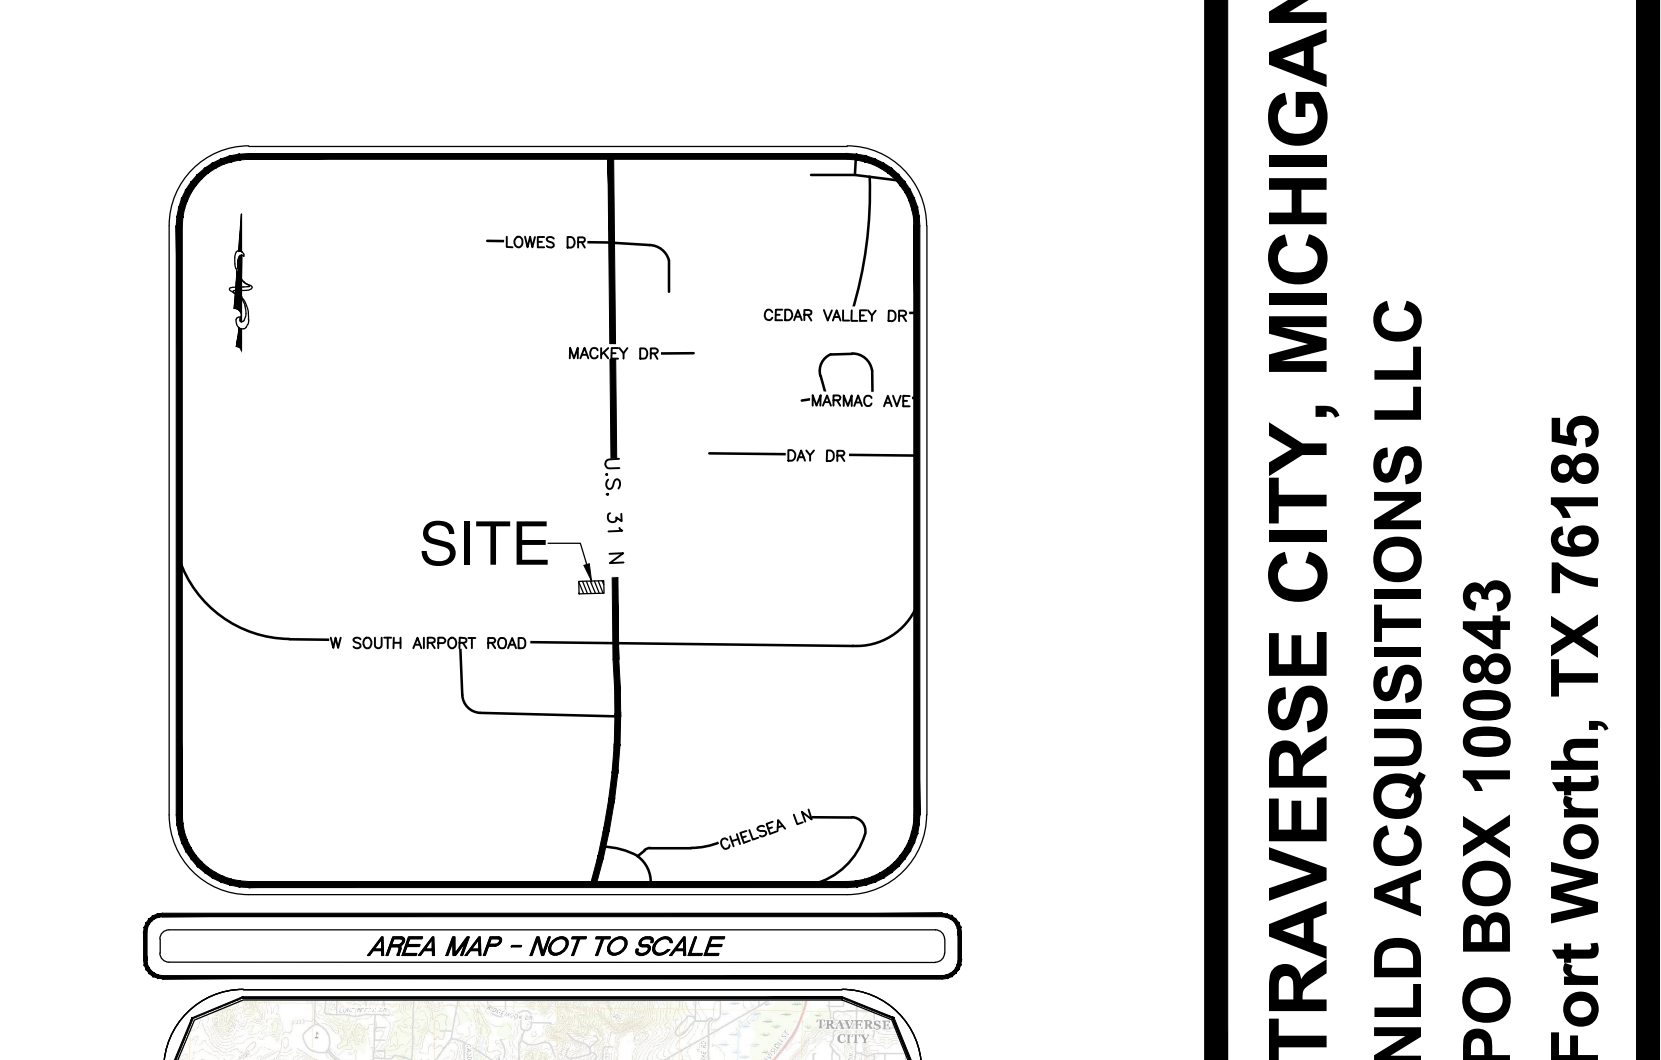 LOWES DR
CEDAR VALLEY DR
MACKEY DR
MARMAC AVE
DAY DR
U.S. 31 N
SITE
W SOUTH AIRPORT ROAD
CHELSEA LN
AREA MAP - NOT TO SCALE
TRAVERSE
CITY
TRAVERSE CITY, MICHIGAN
NLD ACQUISITIONS LLC
PO BOX 100843
Fort Worth, TX 76185